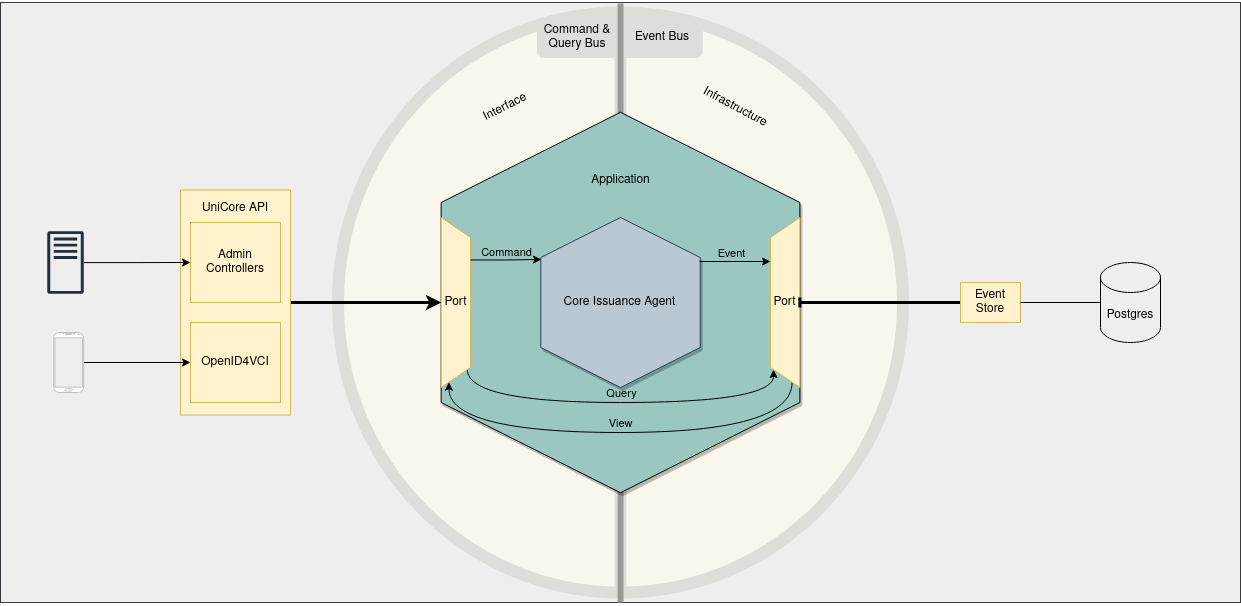 Command &
Query Bus
Event Bus
Interface
Infrastructure
Application
UniCore API
Admin
Controllers
OpenID4VCI
Port
Command
Core Issuance Agent
Event
Port
Query
View
Event
Store
Postgres